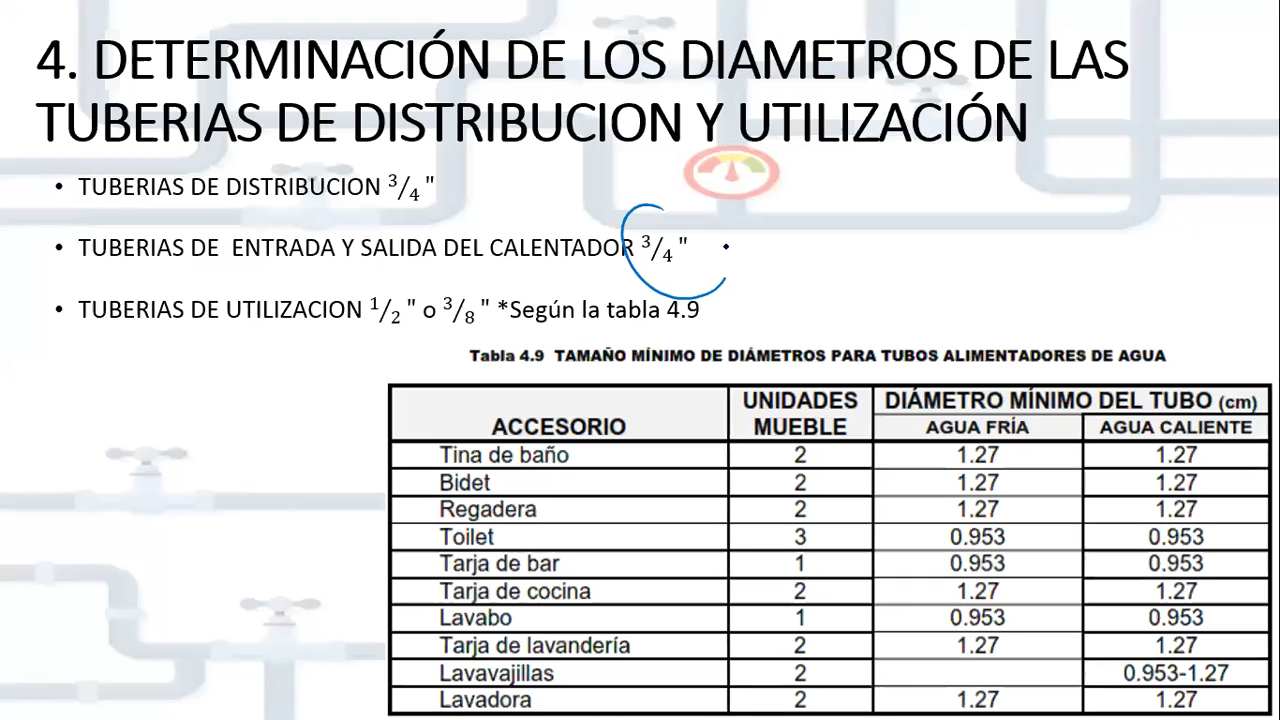 4. DETERMINACIÓN DE LOS DIAMETROS DE LAS
TUBERIAS DE DISTRIBUCION Y UTILIZACIÓN
• TUBERIAS DE DISTRIBUCION 3/4 "
• TUBERIAS DE ENTRADA Y SALIDA DEL CALENTADOR 3/4 "
• TUBERIAS DE UTILIZACION 1/2 " o 3/8 " *Según la tabla 4.9
Tabla 4.9 TAMAÑO MÍNIMO DE DIÁMETROS PARA TUBOS ALIMENTADORES DE AGUA
ACCESORIO UNIDADES MUEBLE DIÁMETRO MÍNIMO DEL TUBO (cm)
AGUA FRÍA AGUA CALIENTE
Tina de baño 2 1.27 1.27
Bidet 2 1.27 1.27
Regadera 2 1.27 1.27
Toilet 3 0.953 0.953
Tarja de bar 1 0.953 0.953
Tarja de cocina 2 1.27 1.27
Lavabo 1 0.953 0.953
Tarja de lavandería 2 1.27 1.27
Lavavajillas 2 0.953-1.27
Lavadora 2 1.27 1.27